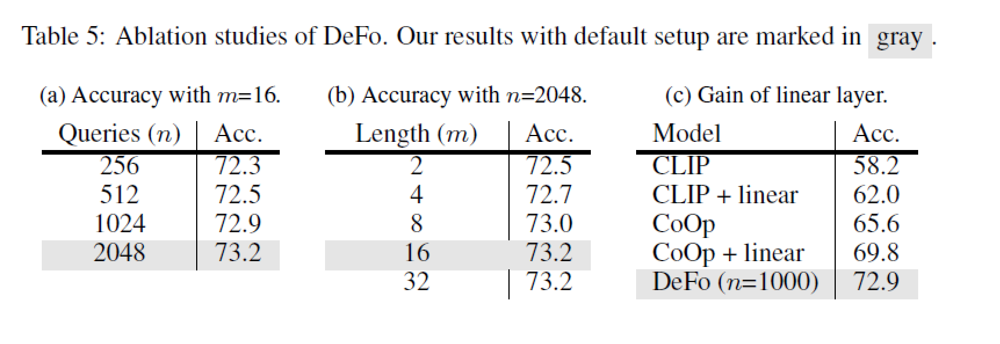 Table 5: Ablation studies of DeFo. Our results with default setup are marked in gray .
(a) Accuracy with m=16.
Queries (n) Acc.
256 72.3
512 72.5
1024 72.9
2048 73.2
(b) Accuracy with n=2048.
Length (m) Acc.
2 72.5
4 72.7
8 73.0
16 73.2
32 73.2
(c) Gain of linear layer.
Model Acc.
CLIP 58.2
CLIP + linear 62.0
CoOp 65.6
CoOp + linear 69.8
DeFo (n=1000) 72.9